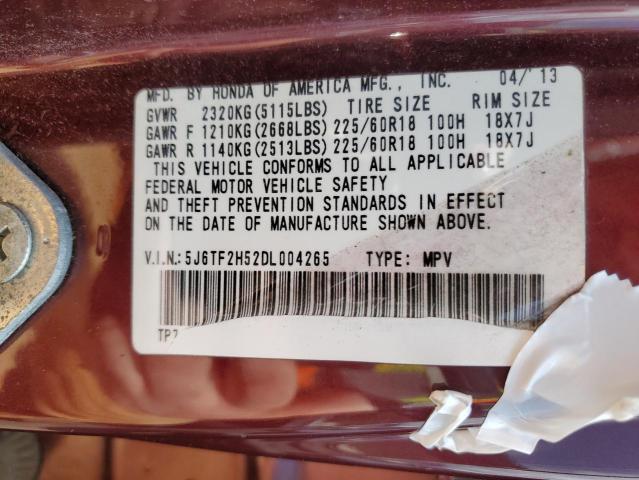 MFD. BY HONDA OF AMERICA MFG., INC. 04/'13
GVWR 2320KG(5115LBS) TIRE SIZE RIM SIZE
GAWR F 1210KG(2668LBS) 225/60R18 100H 18X7J
GAWR R 1140KG(2513LBS) 225/60R18 100H 18X7J
THIS VEHICLE CONFORMS TO ALL APPLICABLE
FEDERAL MOTOR VEHICLE SAFETY
AND THEFT PREVENTION STANDARDS IN EFFECT
ON THE DATE OF MANUFACTURE SHOWN ABOVE.
V.I.N.: 5J6TF2H52DL004265 TYPE: MPV